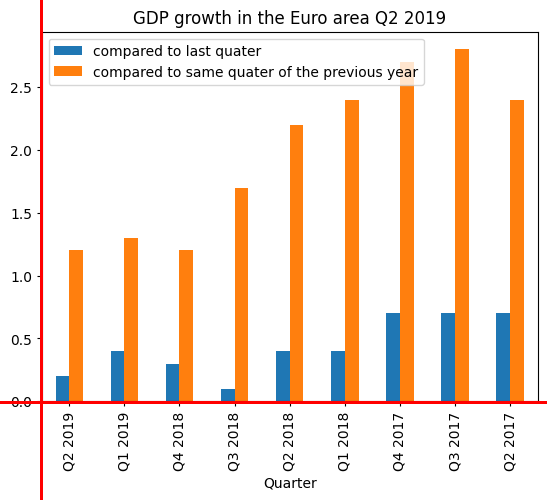 GDP growth in the Euro area Q2 2019
compared to last quater
compared to same quater of the previous year
2.5
2.0
1.5
1.0
0.5
0.0
Q2 2019
Q1 2019
Q4 2018
Q3 2018
Q2 2018
Q1 2018
Q4 2017
Q3 2017
Q2 2017
Quarter